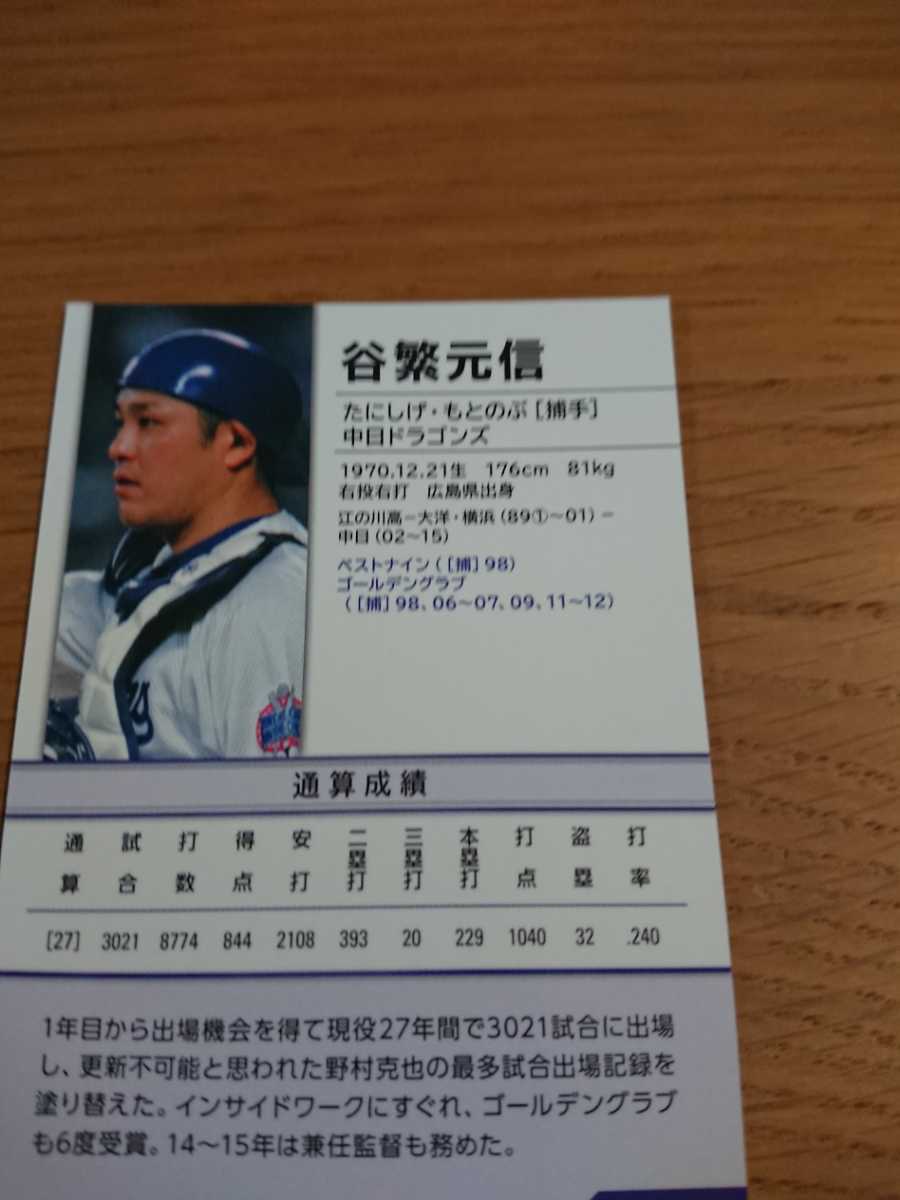 谷繁元信
たにしげ・もとのぶ［捕手］
中日ドラゴンズ
1970.12.21生　176cm　81kg
右投右打　広島県出身
江の川高−大洋・横浜（89①〜01）−
中日（02〜15）
ベストナイン（［捕］98）
ゴールデングラブ
（［捕］98、06〜07、09、11〜12）
通算成績
通算 試合 打数 得点 安打 二塁打 三塁打 本塁打 打点 盗塁 打率
［27］ 3021 8774 844 2108 393 20 229 1040 32 .240
1年目から出場機会を得て現役27年間で3021試合に出場
し、更新不可能と思われた野村克也の最多試合出場記録を
塗り替えた。インサイドワークにすぐれ、ゴールデングラブ
も6度受賞。14〜15年は兼任監督も務めた。